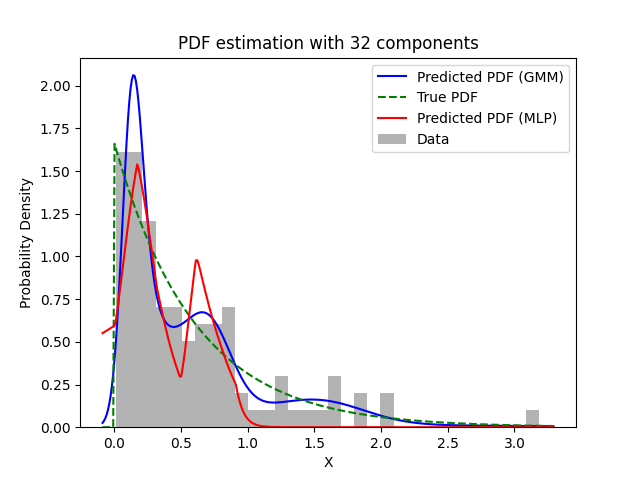 PDF estimation with 32 components
Predicted PDF (GMM)
True PDF
Predicted PDF (MLP)
Data
Probability Density
2.00
1.75
1.50
1.25
1.00
0.75
0.50
0.25
0.00
0.0 0.5 1.0 1.5 2.0 2.5 3.0
X